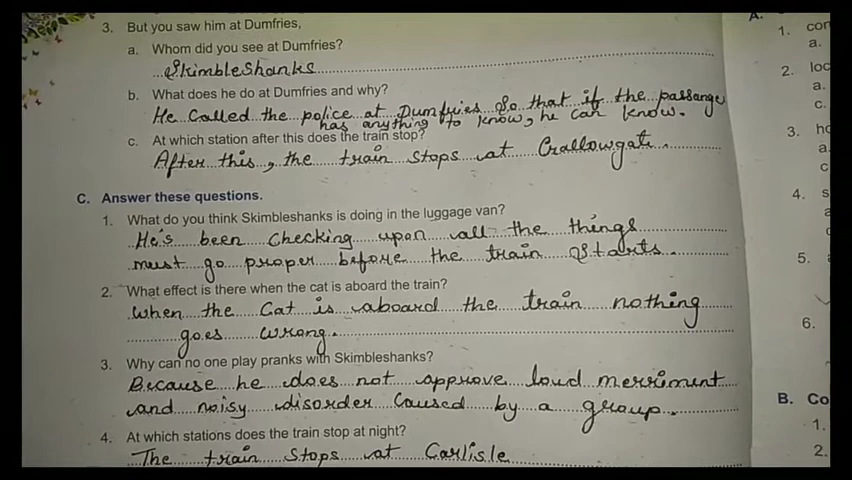 3. But you saw him at Dumfries,
a. Whom did you see at Dumfries?
Skimbleshanks
b. What does he do at Dumfries and why?
He called the police at Dumfries so that if the passanger
has anything to know, he can know.
c. At which station after this does the train stop?
After this, the train stops at Crallowgate.
C. Answer these questions.
1. What do you think Skimbleshanks is doing in the luggage van?
He's been checking upon all the things
must go proper before the train starts.
2. What effect is there when the cat is aboard the train?
When the cat is aboard the train nothing
goes wrong.
3. Why can no one play pranks with Skimbleshanks?
Because he does not approve loud merriment
and noisy disorder caused by a group.
4. At which stations does the train stop at night?
The train stops at Carlisle
A.
1. con
a.
2. loc
a.
c.
3. ho
a.
c
4. s
a
5.
6.
B. Co
1.
2.